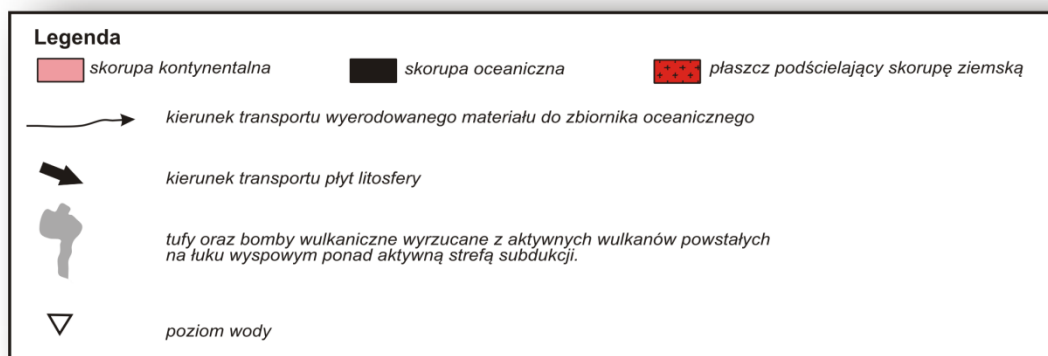 Legenda
skorupa kontynentalna
skorupa oceaniczna
płaszcz podścielający skorupę ziemską
kierunek transportu wyerodowanego materiału do zbiornika oceanicznego
kierunek transportu płyt litosfery
tufy oraz bomby wulkaniczne wyrzucane z aktywnych wulkanów powstałych
na łuku wyspowym ponad aktywną strefą subdukcji.
poziom wody